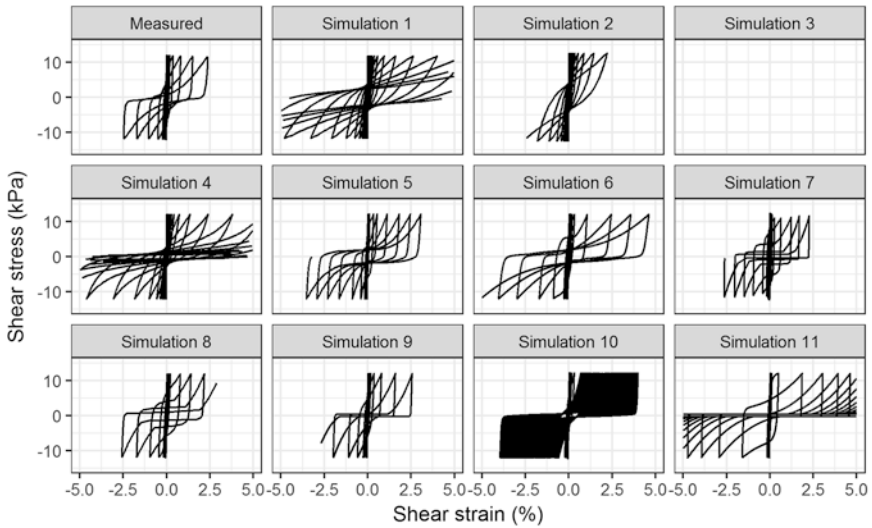 Measured
Simulation 1
Simulation 2
Simulation 3
10
0
-10
Simulation 4
Simulation 5
Simulation 6
Simulation 7
10
0
-10
Simulation 8
Simulation 9
Simulation 10
Simulation 11
10
0
-10
-5.0 -2.5 0.0 2.5 5.0-5.0 -2.5 0.0 2.5 5.0-5.0 -2.5 0.0 2.5 5.0-5.0 -2.5 0.0 2.5 5.0
Shear strain (%)
Shear stress (kPa)